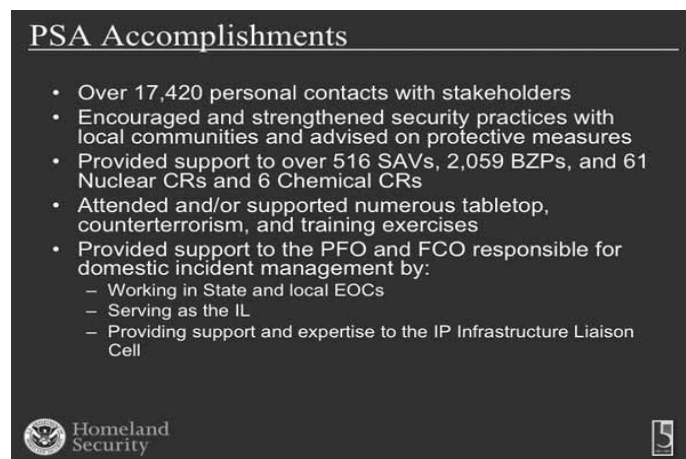 PSA Accomplishments
• Over 17,420 personal contacts with stakeholders
• Encouraged and strengthened security practices with
local communities and advised on protective measures
• Provided support to over 516 SAVs, 2,059 BZPs, and 61
Nuclear CRs and 6 Chemical CRs
• Attended and/or supported numerous tabletop,
counterterrorism, and training exercises
• Provided support to the PFO and FCO responsible for
domestic incident management by:
– Working in State and local EOCs
– Serving as the IL
– Providing support and expertise to the IP Infrastructure Liaison
Cell
Homeland
Security
5